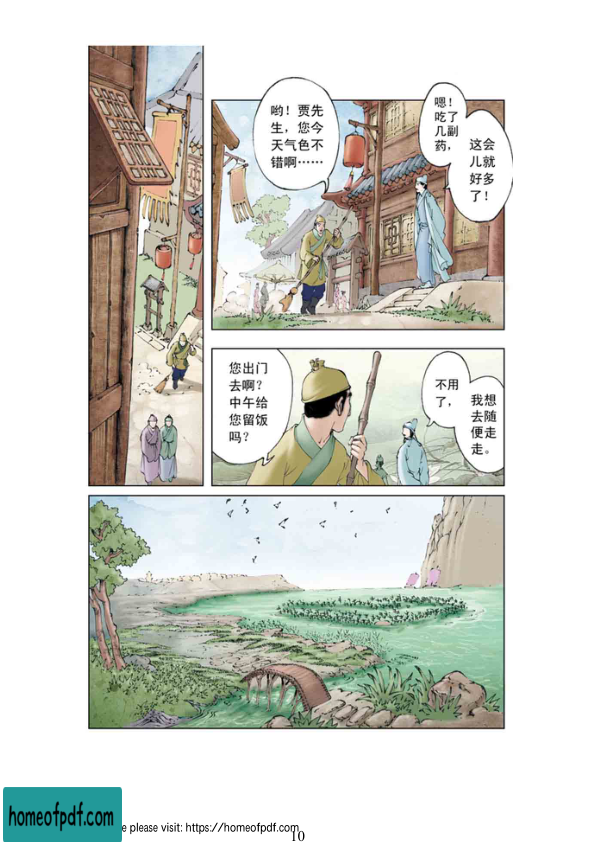 哟！贾先
生，您今
天气色不
错啊……
嗯！
吃了
几副
药，
这会
儿就
好多
了！
您出门
去啊？
中午给
您留饭
吗？
不用
了，
我想
去随
便走
走。
homeofpdf.com
e please visit: https://homeofpdf.com
10